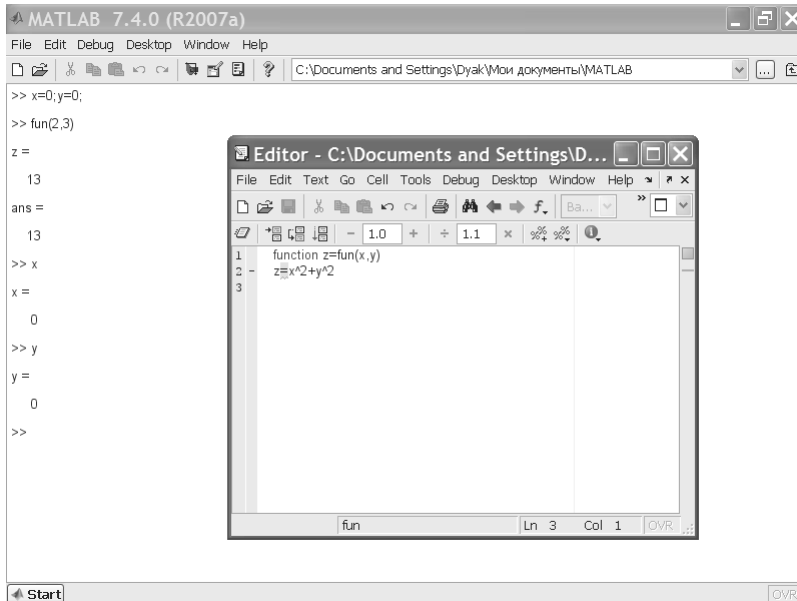 MATLAB 7.4.0 (R2007a)
File Edit Debug Desktop Window Help
C:\Documents and Settings\Dyak\Мои документы\MATLAB
>> x=0;y=0;
>> fun(2,3)
z =
13
ans =
13
>> x
x =
0
>> y
y =
0
>>
Editor - C:\Documents and Settings\D...
File Edit Text Go Cell Tools Debug Desktop Window Help
Ba...
- 1.0 + ÷ 1.1 ×
1 function z=fun(x,y)
2 - z=x^2+y^2
3
fun Ln 3 Col 1 OVR
Start OVR